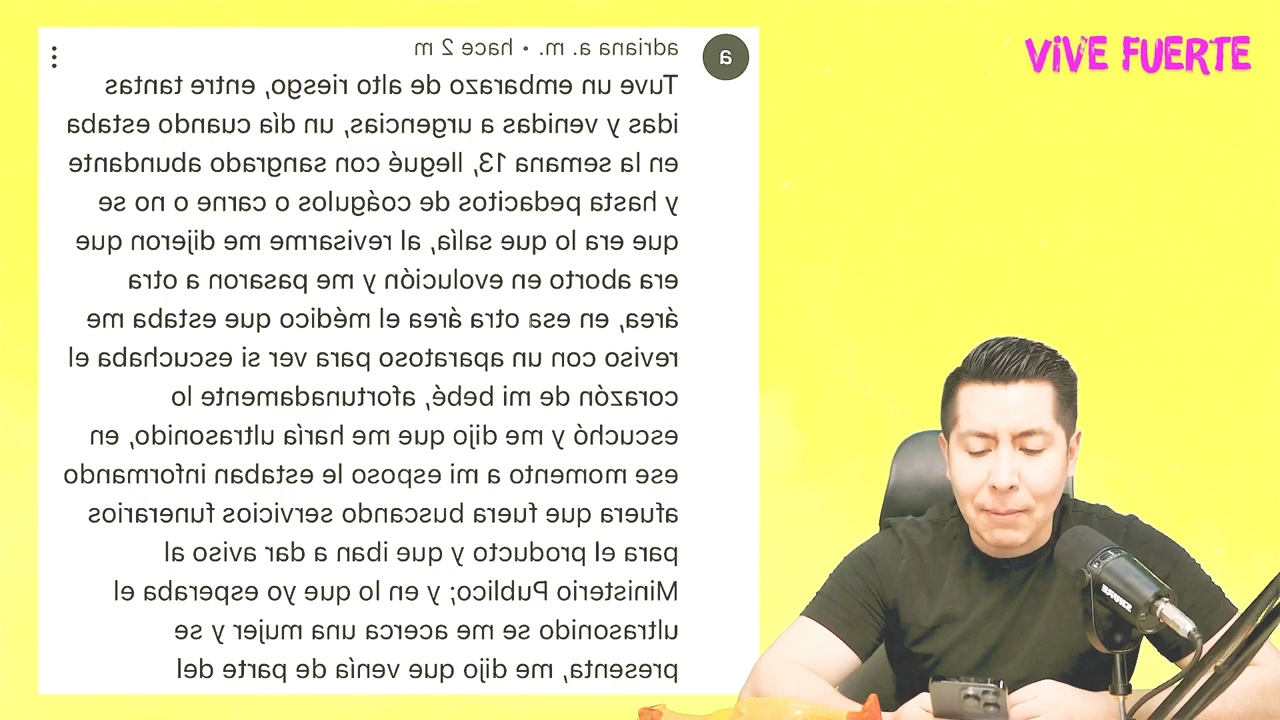 VIVE FUERTE
adriana a. m. • hace 2 m
a
Tuve un embarazo de alto riesgo, entre tantas
idas y venidas a urgencias, un día cuando estaba
en la semana 13, llegué con sangrado abundante
y hasta pedacitos de coágulos o carne o no se
que era lo que salía, al revisarme me dijeron que
era aborto en evolución y me pasaron a otra
área, en esa otra área el médico que estaba me
reviso con un aparatoso para ver si escuchaba el
corazón de mi bebé, afortunadamente lo
escuchó y me dijo que me haría ultrasonido, en
ese momento a mi esposo le estaban informando
afuera que fuera buscando servicios funerarios
para el producto y que iban a dar aviso al
Ministerio Publico; y en lo que yo esperaba el
ultrasonido se me acerca una mujer y se
presenta, me dijo que venía de parte del
SHURE